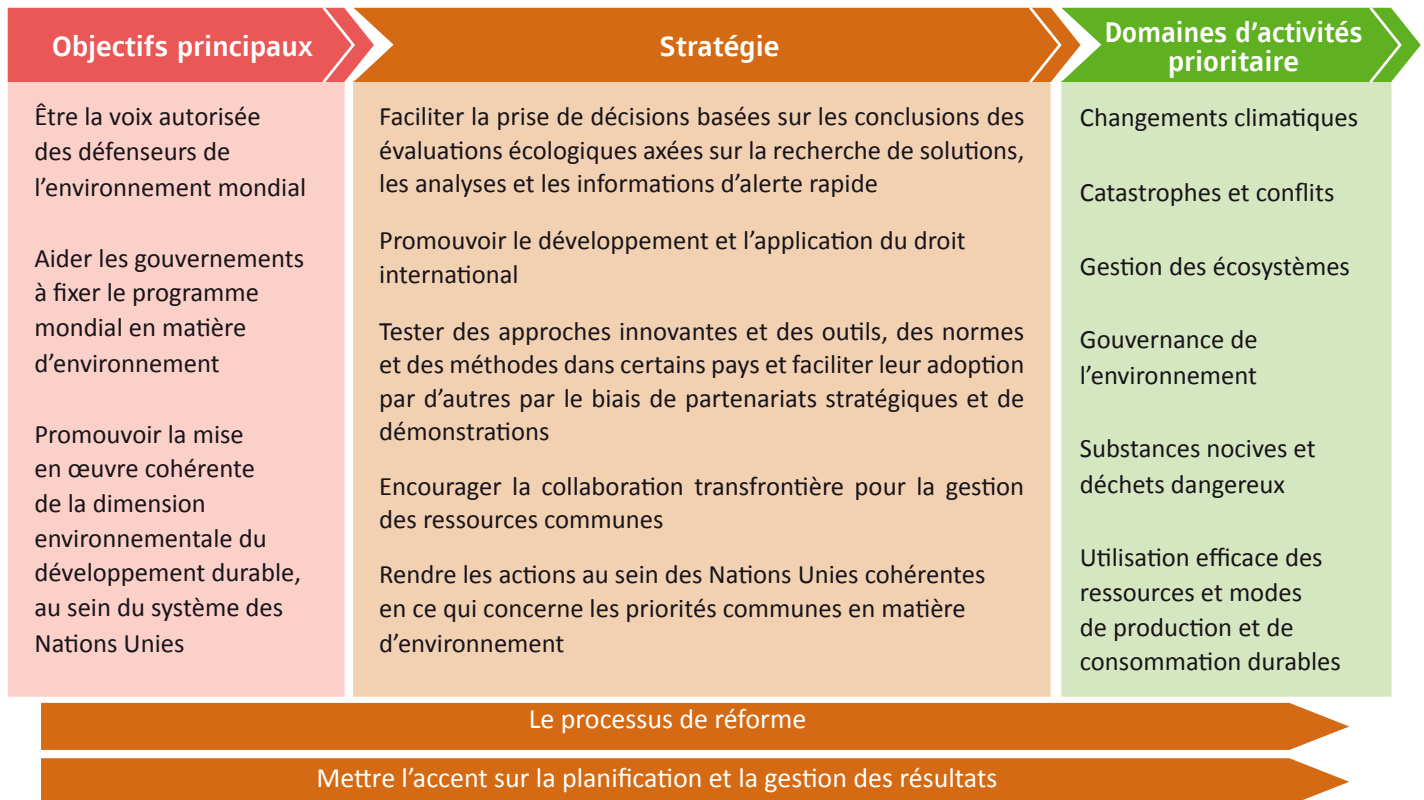 Objectifs principaux
Être la voix autorisée
des défenseurs de
l’environnement mondial
Aider les gouvernements
à fixer le programme
mondial en matière
d’environnement
Promouvoir la mise
en œuvre cohérente
de la dimension
environnementale du
développement durable,
au sein du système des
Nations Unies
Stratégie
Faciliter la prise de décisions basées sur les conclusions des
évaluations écologiques axées sur la recherche de solutions,
les analyses et les informations d’alerte rapide
Promouvoir le développement et l’application du droit
international
Tester des approches innovantes et des outils, des normes
et des méthodes dans certains pays et faciliter leur adoption
par d’autres par le biais de partenariats stratégiques et de
démonstrations
Encourager la collaboration transfrontière pour la gestion
des ressources communes
Rendre les actions au sein des Nations Unies cohérentes
en ce qui concerne les priorités communes en matière
d’environnement
Domaines d’activités
prioritaire
Changements climatiques
Catastrophes et conflits
Gestion des écosystèmes
Gouvernance de
l’environnement
Substances nocives et
déchets dangereux
Utilisation efficace des
ressources et modes
de production et de
consommation durables
Le processus de réforme
Mettre l’accent sur la planification et la gestion des résultats